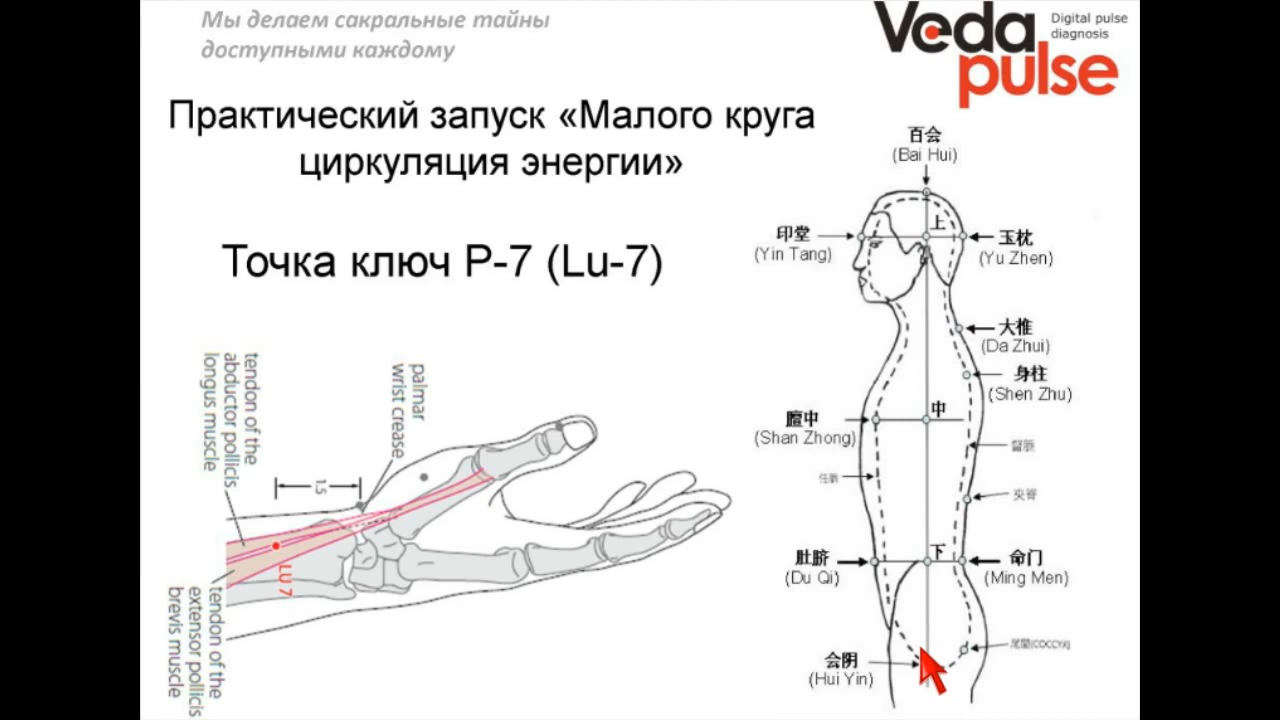 Мы делаем сакральные тайны
доступными каждому
Veda
pulse
Digital pulse
diagnosis
Практический запуск «Малого круга
циркуляция энергии»
Точка ключ P-7 (Lu-7)
tendon of the
abductor pollicis
longus muscle
palmar
wrist crease
1.5
LU 7
tendon of the
extensor pollicis
brevis muscle
百会
(Bai Hui)
印堂
(Yin Tang)
上
玉枕
(Yu Zhen)
大椎
(Da Zhui)
身柱
(Shen Zhu)
膻中
(Shan Zhong)
中
督脈
任脈
夾脊
肚脐
(Du Qi)
下
命门
(Ming Men)
尾閭(COCCYX)
会阴
(Hui Yin)